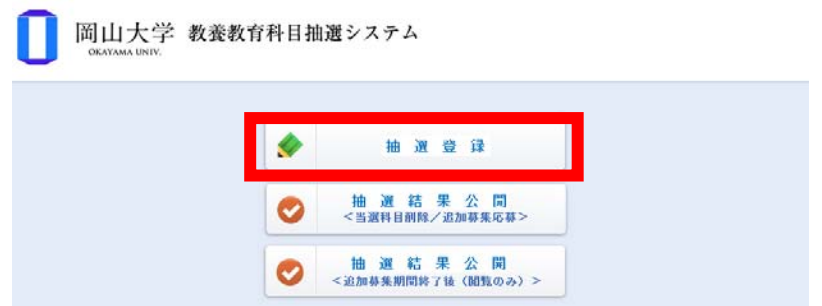 岡山大学 教養教育科目抽選システム
OKAYAMA UNIV.
抽選登録
抽選結果公開
<当選科目削除／追加募集応募>
抽選結果公開
<追加募集期間終了後（閲覧のみ）>